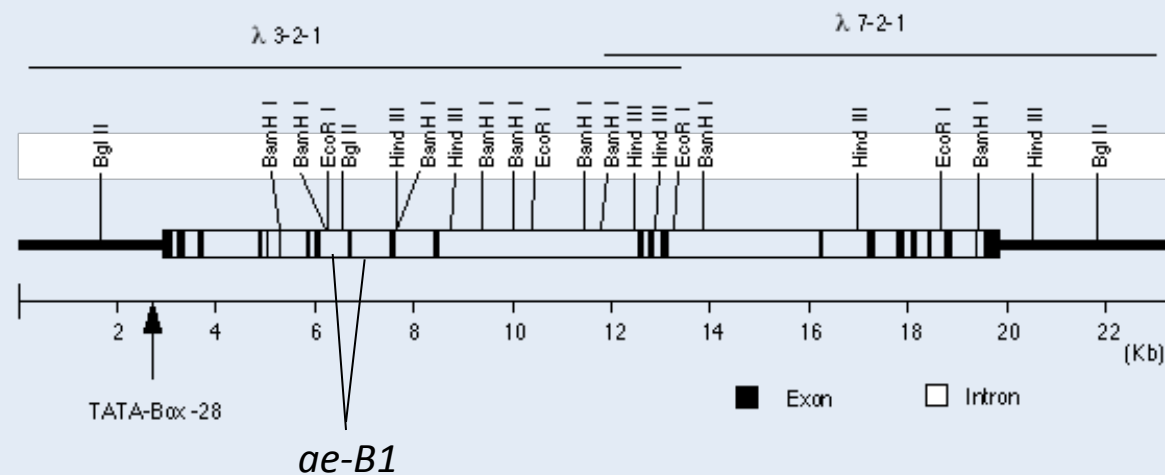 λ 3-2-1
λ 7-2-1
Bgl II
BamH I
BamH I
EcoR I
Bgl II
Hind III
BamH I
Hind III
BamH I
BamH I
EcoR I
BamH I
BamH I
Hind III
Hind III
EcoR I
BamH I
Hind III
EcoR I
BamH I
Hind III
Bgl II
2 4 6 8 10 12 14 16 18 20 22
(Kb)
TATA-Box -28
Exon
Intron
ae-B1